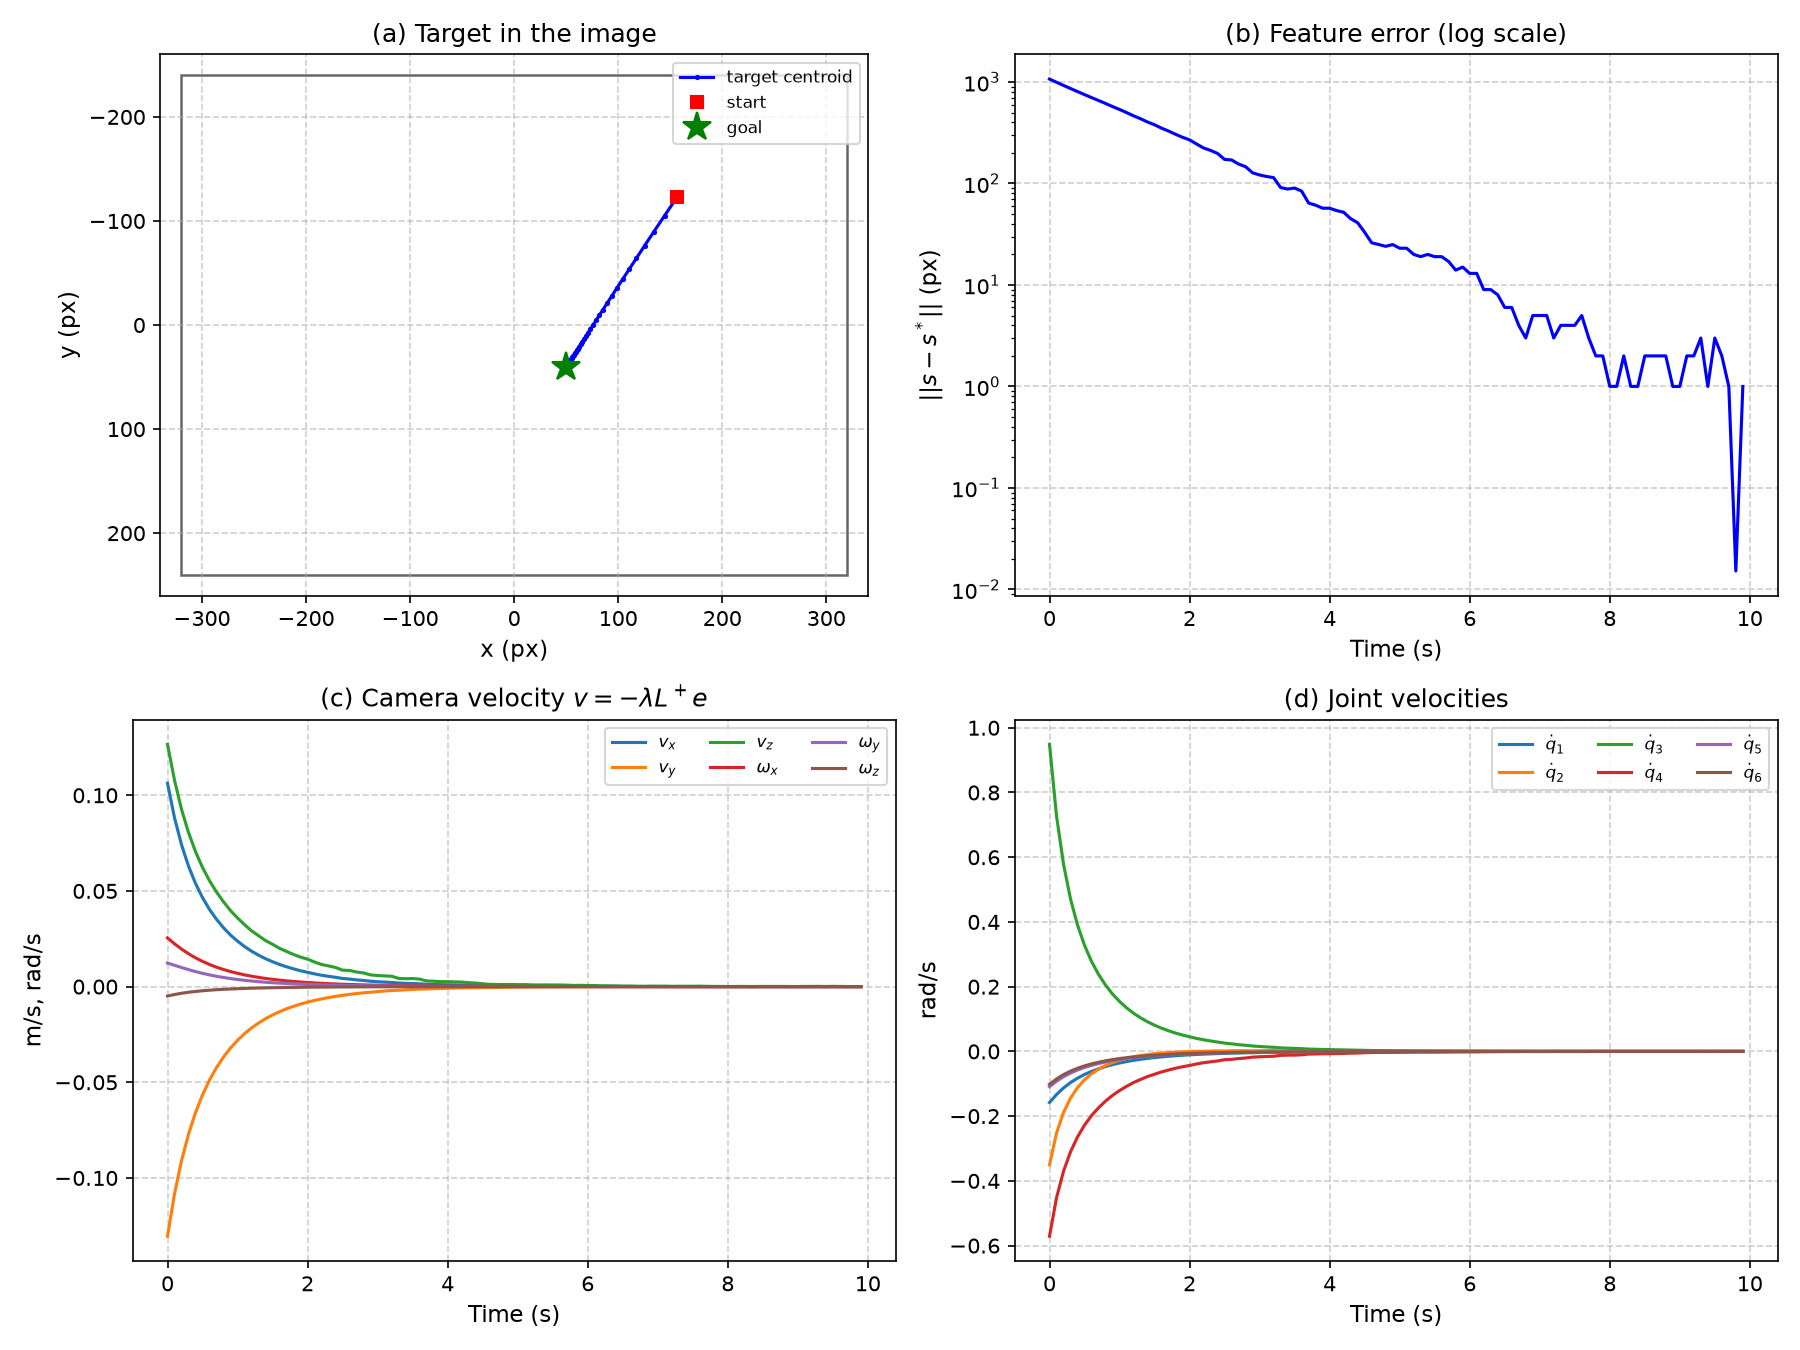 (a) Target in the image
target centroid
start
goal
−200
−100
0
100
200
y (px)
−300
−200
−100
0
100
200
300
x (px)
(b) Feature error (log scale)
10³
10²
10¹
10⁰
10⁻¹
10⁻²
||s − s*|| (px)
0
2
4
6
8
10
Time (s)
(c) Camera velocity v = −λL⁺e
vₓ
v_y
v_z
ωₓ
ω_y
ω_z
0.10
0.05
0.00
−0.05
−0.10
m/s, rad/s
0
2
4
6
8
10
Time (s)
(d) Joint velocities
q̇₁
q̇₂
q̇₃
q̇₄
q̇₅
q̇₆
1.0
0.8
0.6
0.4
0.2
0.0
−0.2
−0.4
−0.6
rad/s
0
2
4
6
8
10
Time (s)